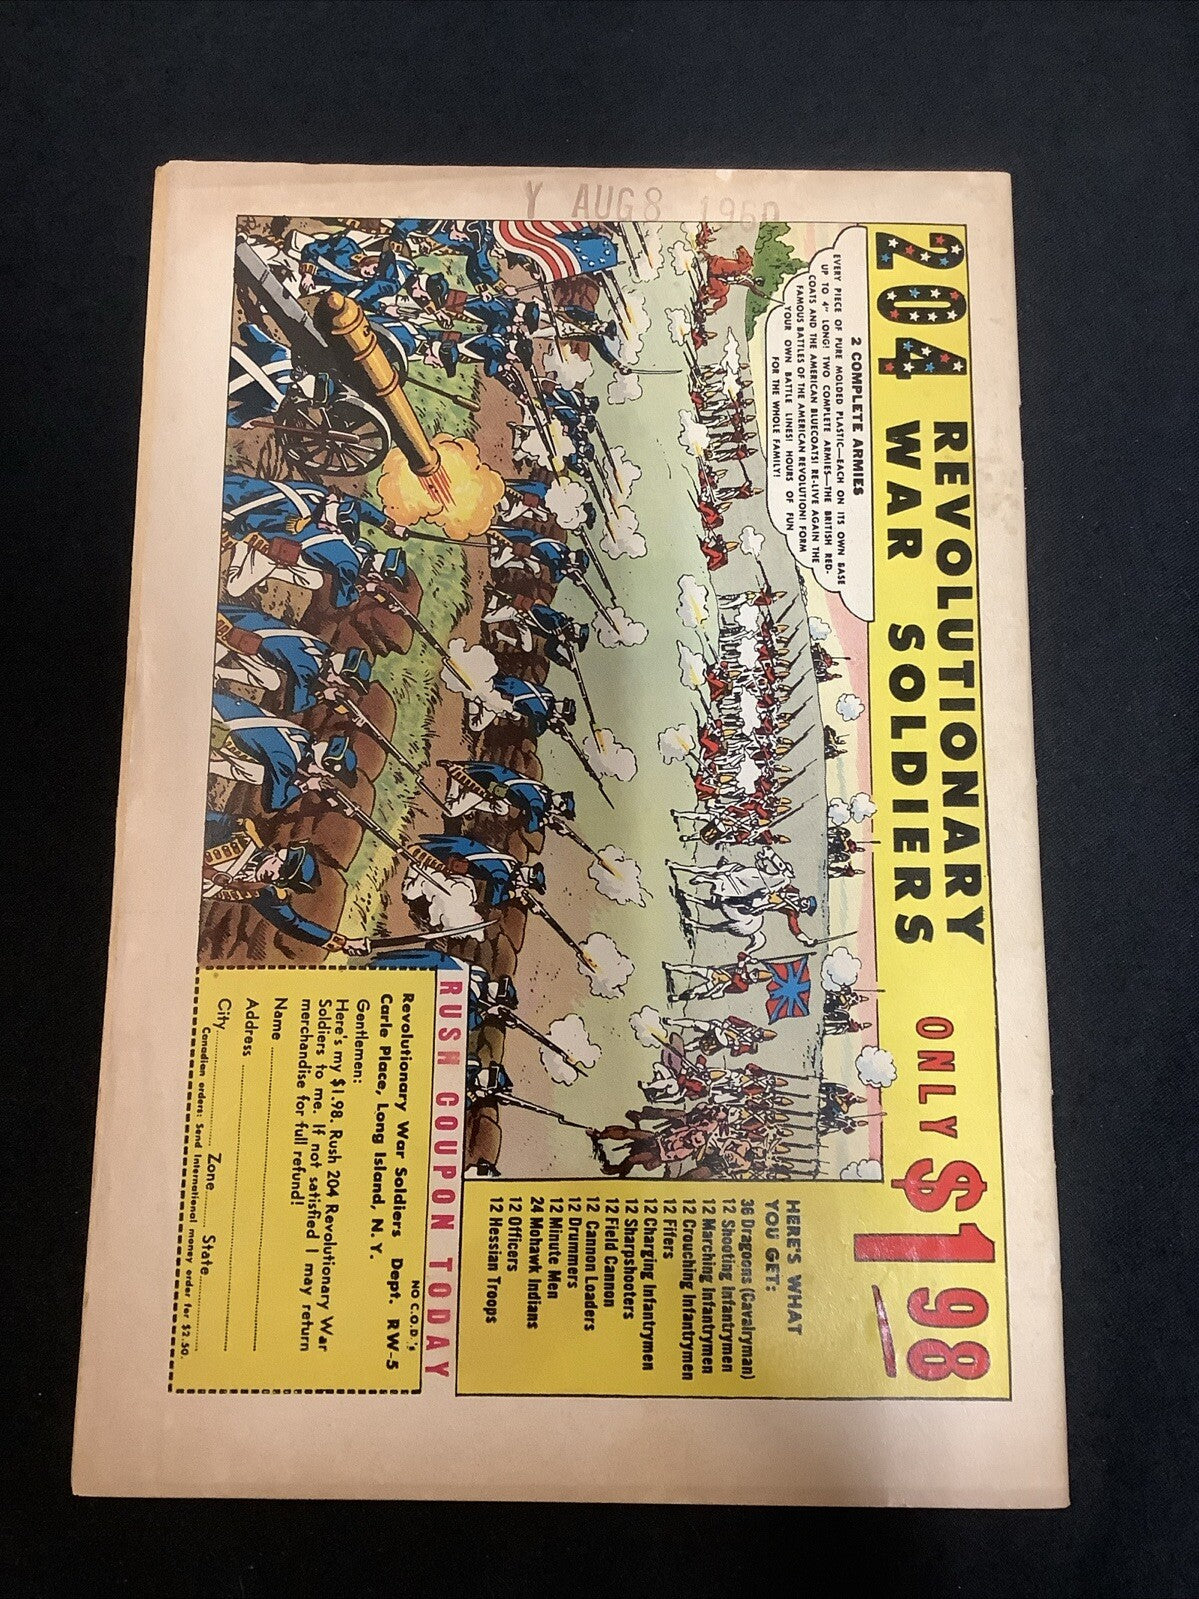 Y AUG 8 1960
204 REVOLUTIONARY
WAR SOLDIERS
ONLY $1 98
2 COMPLETE ARMIES
EVERY PIECE OF PURE MOLDED PLASTIC—EACH ON ITS OWN BASE
UP TO 4" LONG! TWO COMPLETE ARMIES—THE BRITISH RED-
COATS AND THE AMERICAN BLUECOATS! RE-LIVE AGAIN THE
FAMOUS BATTLES OF THE AMERICAN REVOLUTION! FORM
YOUR OWN BATTLE LINES! HOURS OF FUN
FOR THE WHOLE FAMILY!
HERE'S WHAT
YOU GET:
36 Dragoons (Cavalryman)
12 Shooting Infantrymen
12 Marching Infantrymen
12 Crouching Infantrymen
12 Fifers
12 Charging Infantrymen
12 Sharpshooters
12 Field Cannon
12 Cannon Loaders
12 Drummers
12 Minute Men
24 Mohawk Indians
12 Officers
12 Hessian Troops
RUSH COUPON TODAY
NO C.O.D.'s
Revolutionary War Soldiers Dept. RW-5
Carle Place, Long Island, N. Y.
Gentlemen:
Here's my $1.98. Rush 204 Revolutionary War
Soldiers to me. If not satisfied I may return
merchandise for full refund!
Name
Address
City Zone State
Canadian orders: Send International money order for $2.50.